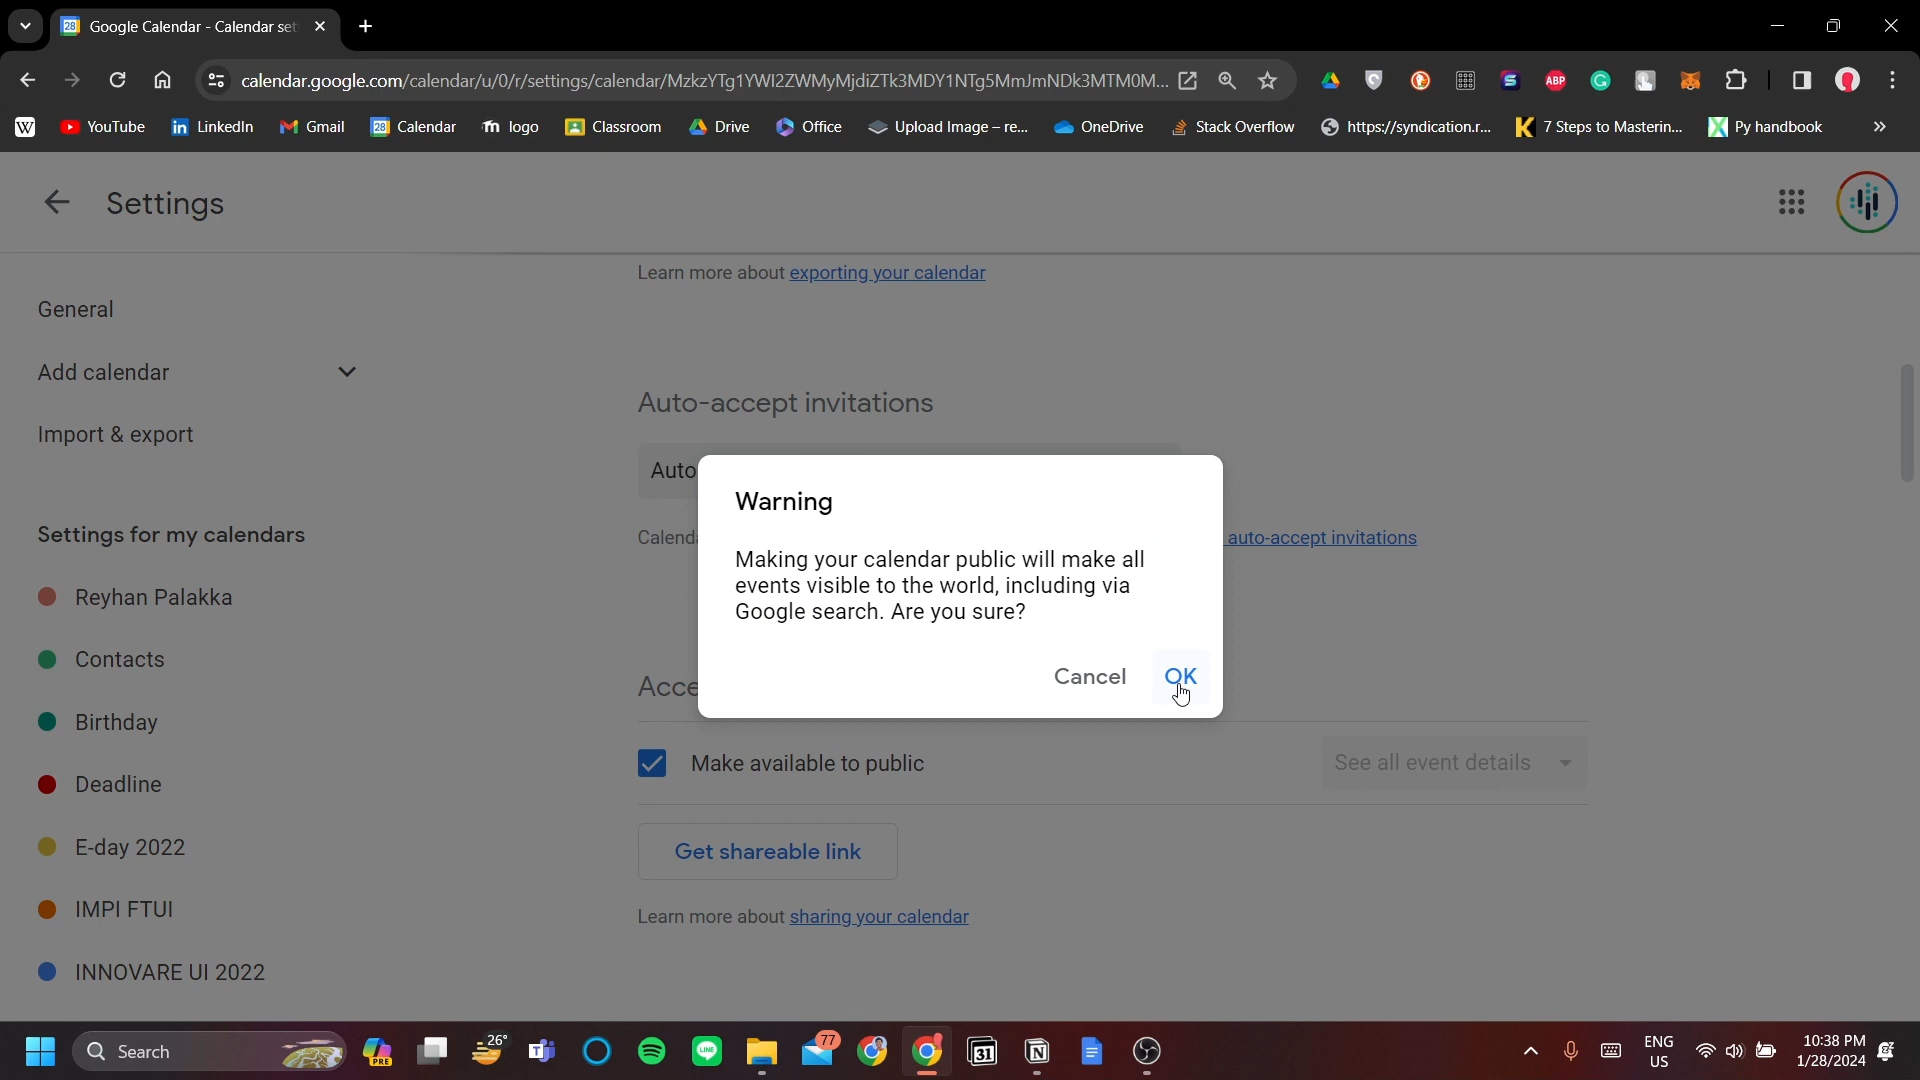 Google Calendar - Calendar set
calendar.google.com/calendar/u/0/r/settings/calendar/MzkzYTg1YWI2ZWMyMjdiZTk3MDY1NTg5MmJmNDk3MTM0M...
W YouTube LinkedIn Gmail 28 Calendar m logo Classroom Drive Office Upload Image – re... OneDrive Stack Overflow https://syndication.r... K 7 Steps to Masterin... Py handbook »
Settings
Learn more about exporting your calendar
General
Add calendar
Import & export
Settings for my calendars
Reyhan Palakka
Contacts
Birthday
Deadline
E-day 2022
IMPI FTUI
INNOVARE UI 2022
Auto-accept invitations
Auto
Calenda
auto-accept invitations
Warning
Making your calendar public will make all
events visible to the world, including via
Google search. Are you sure?
Cancel OK
Acce
Make available to public See all event details
Get shareable link
Learn more about sharing your calendar
Search PRE 26° LINE 77 31 ENG
US 10:38 PM
1/28/2024